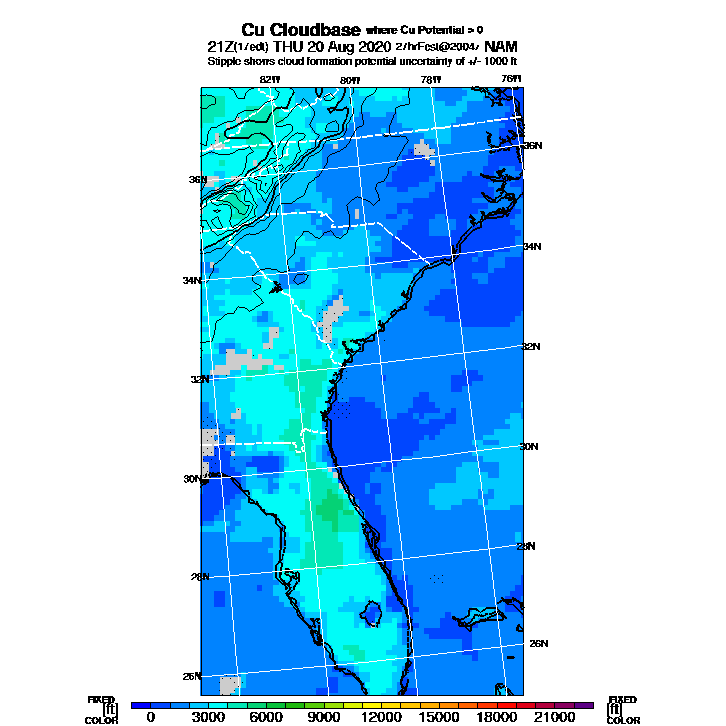 Cu Cloudbase where Cu Potential > 0
21Z(17edt) THU 20 Aug 2020 27hrFcst@2004z NAM
Stipple shows cloud formation potential uncertainty of +/- 1000 ft
82W 80W 78W 76W
36N 36N
34N 34N
32N 32N
30N 30N
28N 28N
26N 26N
FIXED FIXED
[ft] [ft]
COLOR COLOR
0 3000 6000 9000 12000 15000 18000 21000